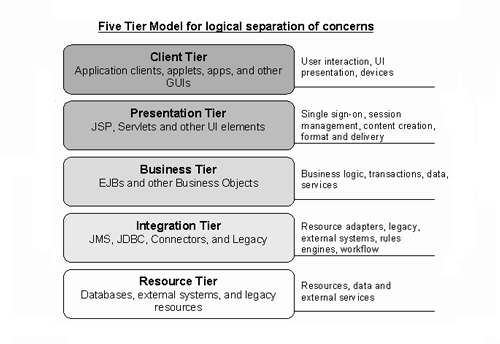 Five Tier Model for logical separation of concerns
Client Tier
Application clients, applets, apps, and other
GUIs
User interaction, UI
presentation, devices
Presentation Tier
JSP, Servlets and other UI elements
Single sign-on, session
management, content creation,
format and delivery
Business Tier
EJBs and other Business Objects
Business logic, transactions, data,
services
Integration Tier
JMS, JDBC, Connectors, and Legacy
Resource adapters, legacy,
external systems, rules
engines, workflow
Resource Tier
Databases, external systems, and legacy
resources
Resources, data and
external services